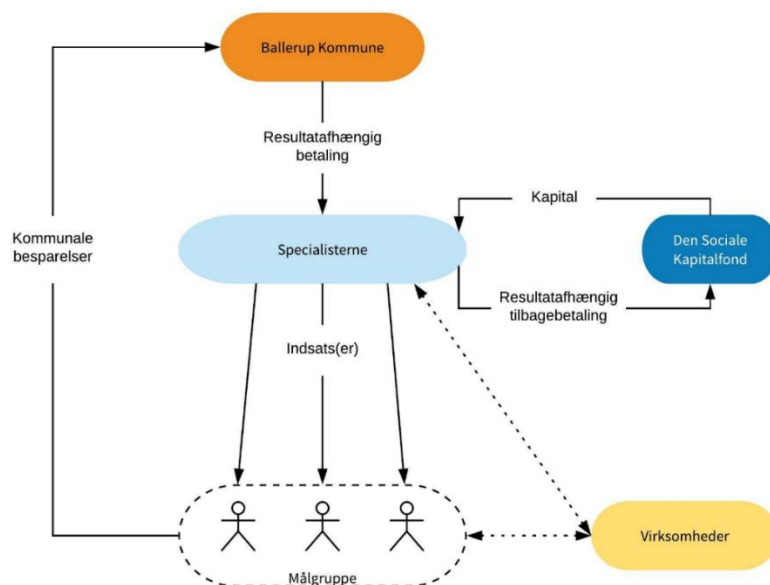 Ballerup Kommune
Resultatafhængig
betaling
Kapital
Kommunale
besparelser
Specialisterne
Den Sociale
Kapitalfond
Resultatafhængig
tilbagebetaling
Indsats(er)
Virksomheder
Målgruppe